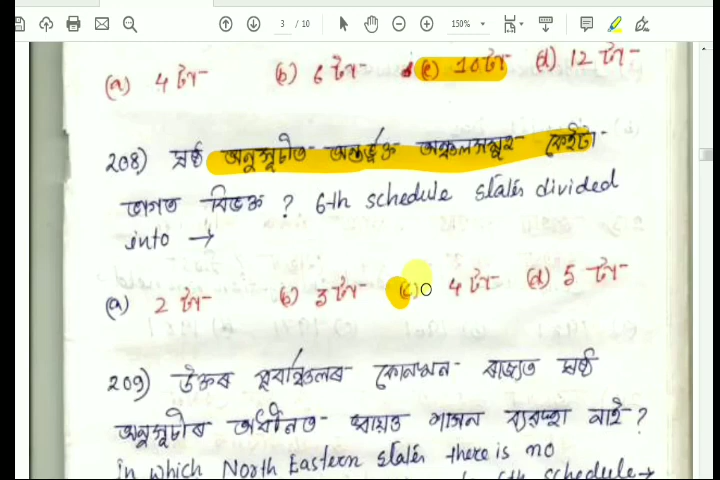 3 / 10
150%
(a) 4 টা (b) 6 টা (c) 10 টা (d) 12 টা
208) ষষ্ঠ অনুসূচীত অন্তৰ্ভুক্ত অঞ্চলসমূহ কেইটা
ভাগত বিভক্ত ? 6th schedule states divided
into →
(a) 2 টা (b) 3 টা (c) 4 টা (d) 5 টা
209) উত্তৰ পূৰ্বাঞ্চলৰ কোনখন ৰাজ্যত ষষ্ঠ
অনুসূচীৰ অধীনত স্বায়ত শাসন ব্যৱস্থা নাই ?
in which North Eastern states there is no
6th schedule →